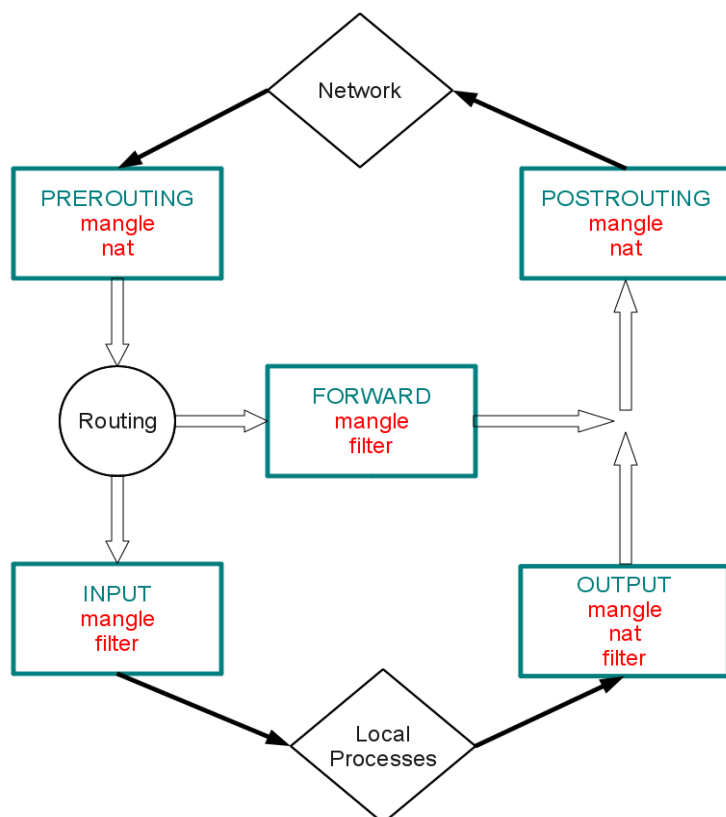 Network
PREROUTING
mangle
nat
POSTROUTING
mangle
nat
Routing
FORWARD
mangle
filter
INPUT
mangle
filter
OUTPUT
mangle
nat
filter
Local
Processes